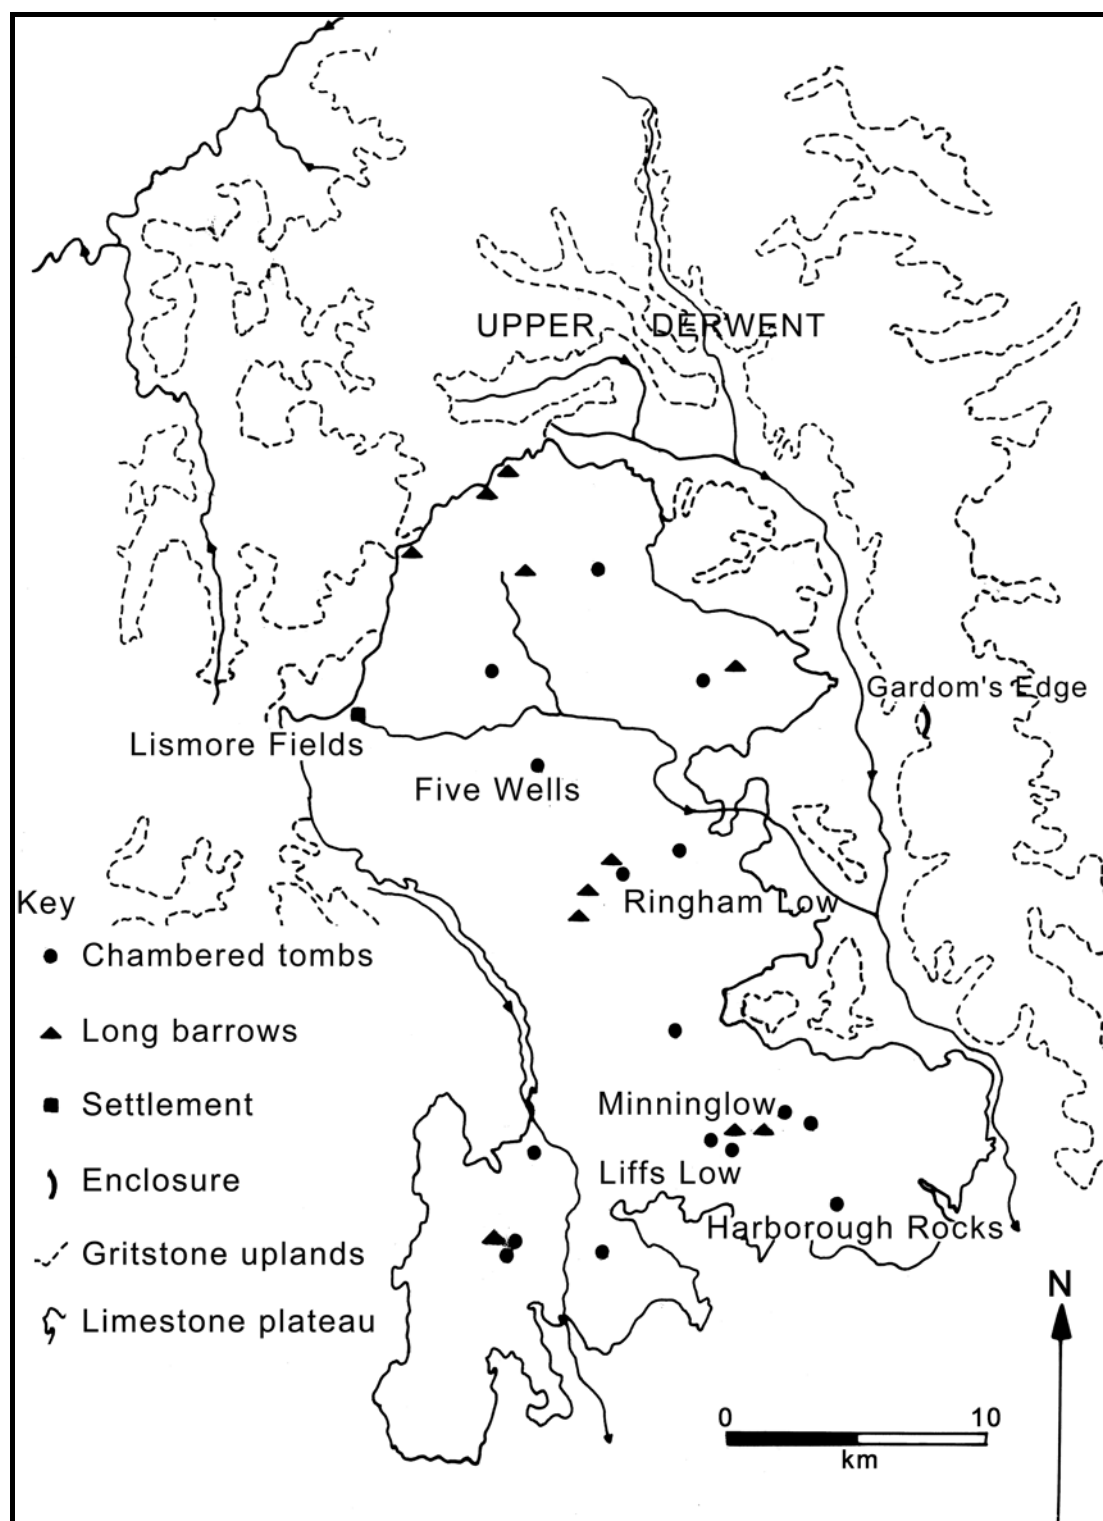 UPPER DERWENT
Gardom's Edge
Lismore Fields
Five Wells
Ringham Low
Key
Chambered tombs
Long barrows
Settlement
Enclosure
Gritstone uplands
Limestone plateau
Minninglow
Liffs Low
Harborough Rocks
N
0 10
km